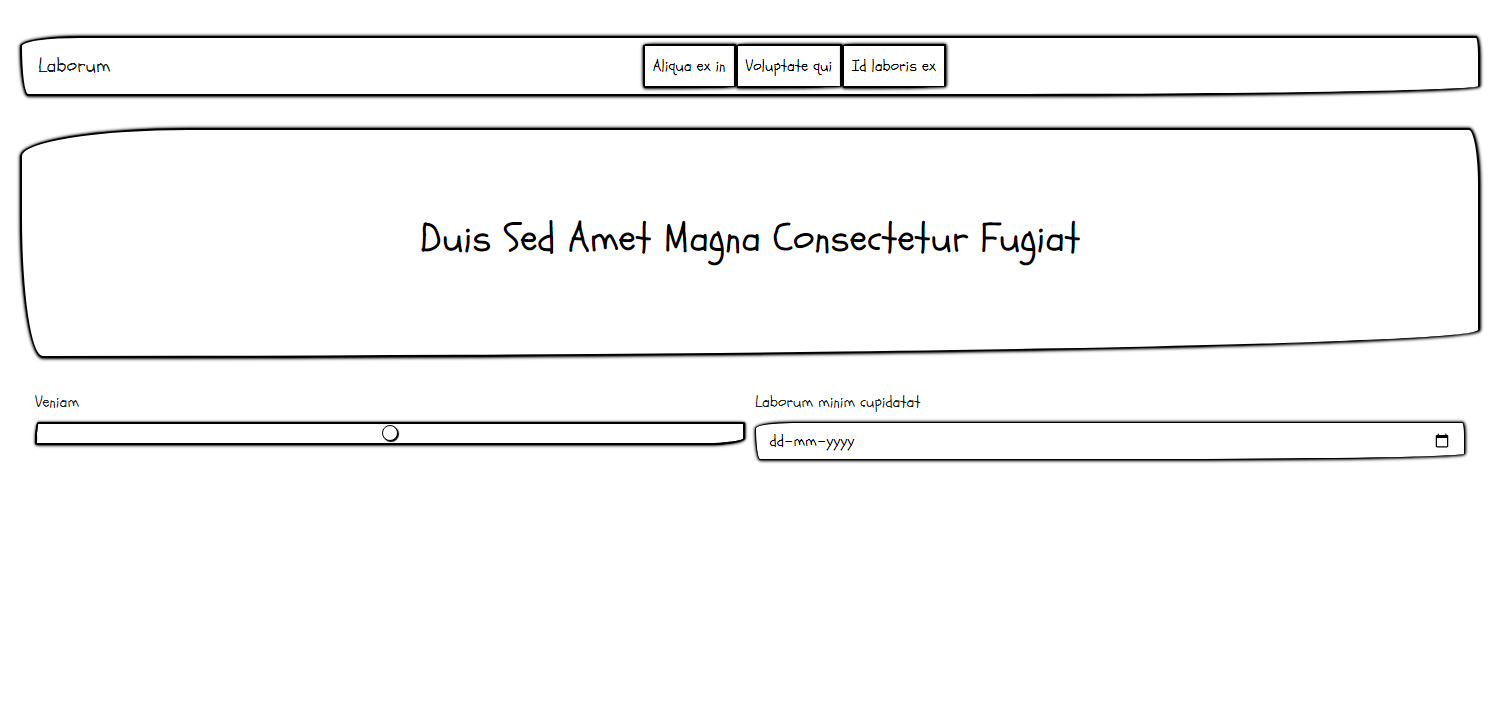 Laborum
Aliqua ex in
Voluptate qui
Id laboris ex
Duis Sed Amet Magna Consectetur Fugiat
Veniam
Laborum minim cupidatat
dd-mm-yyyy